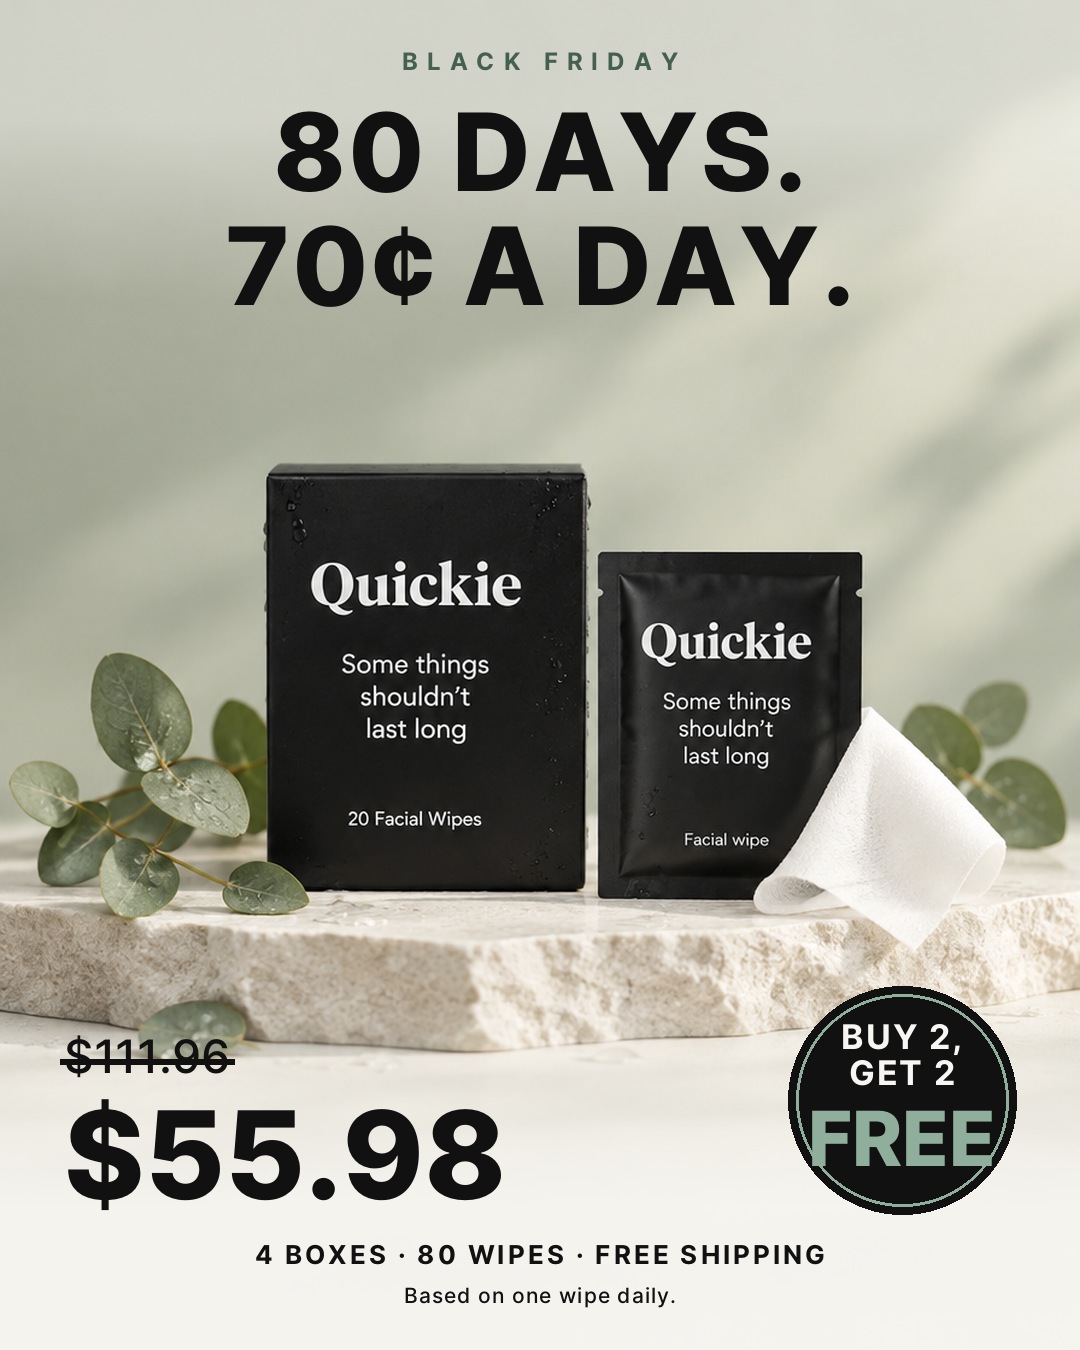 BLACK FRIDAY
80 DAYS.
70¢ A DAY.
Quickie
Some things
shouldn’t
last long
20 Facial Wipes
Quickie
Some things
shouldn’t
last long
Facial wipe
$111.96
$55.98
BUY 2,
GET 2
FREE
4 BOXES · 80 WIPES · FREE SHIPPING
Based on one wipe daily.